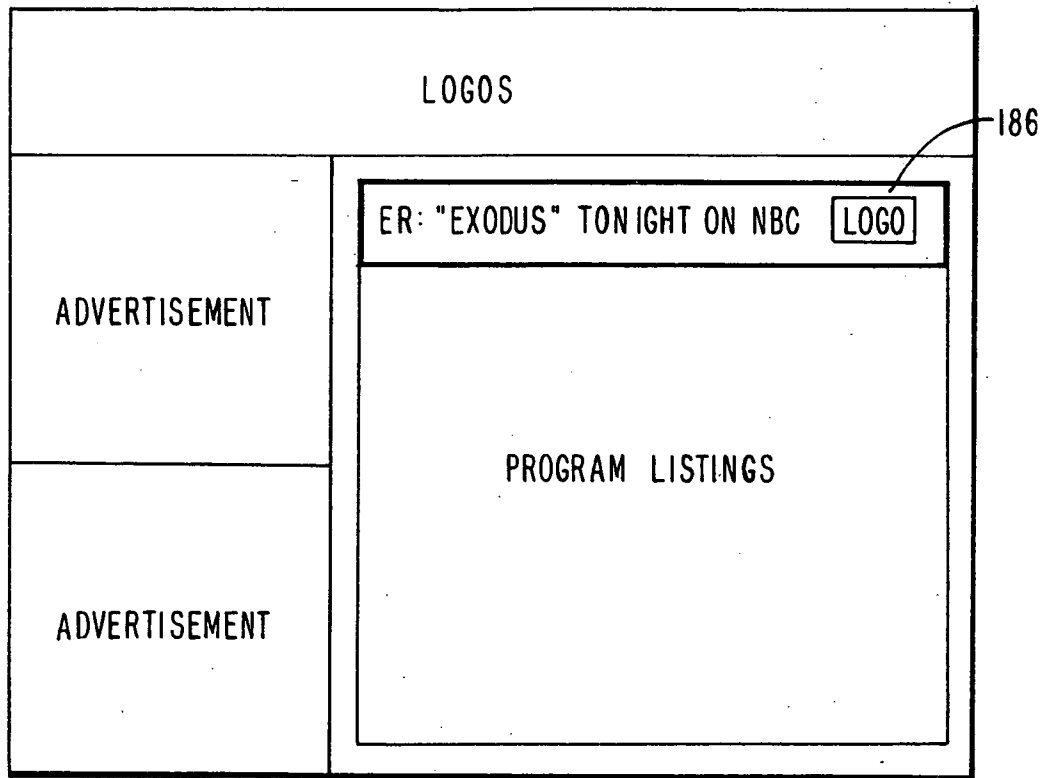 LOGOS
186
ER: "EXODUS" TONIGHT ON NBC LOGO
ADVERTISEMENT
PROGRAM LISTINGS
ADVERTISEMENT